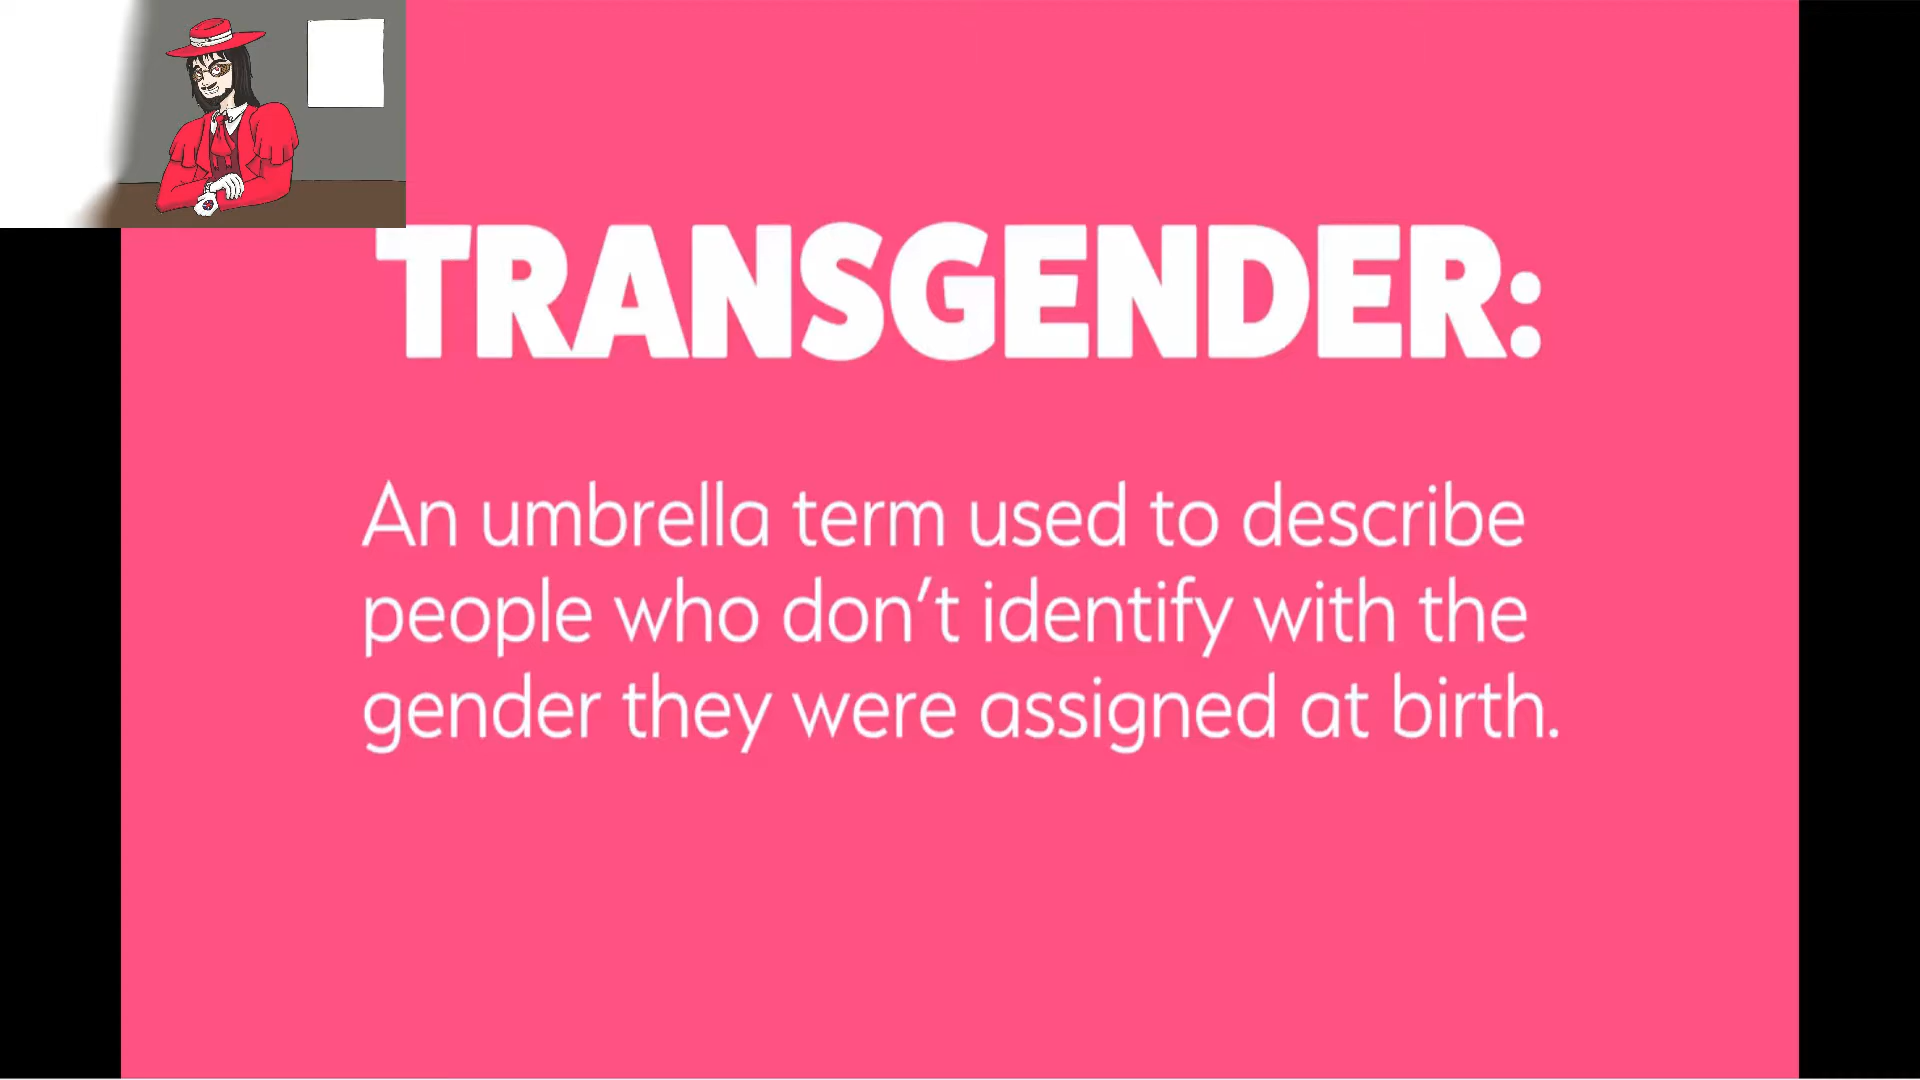 TRANSGENDER:
An umbrella term used to describe
people who don’t identify with the
gender they were assigned at birth.